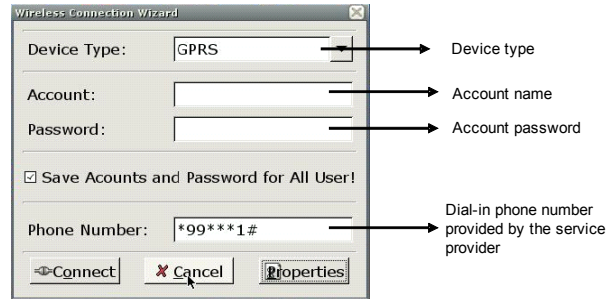 Wireless Connection Wizard
Device Type: GPRS Device type
Account: Account name
Password: Account password
Save Acounts and Password for All User!
Phone Number: *99***1# Dial-in phone number
provided by the service
provider
Connect Cancel Properties